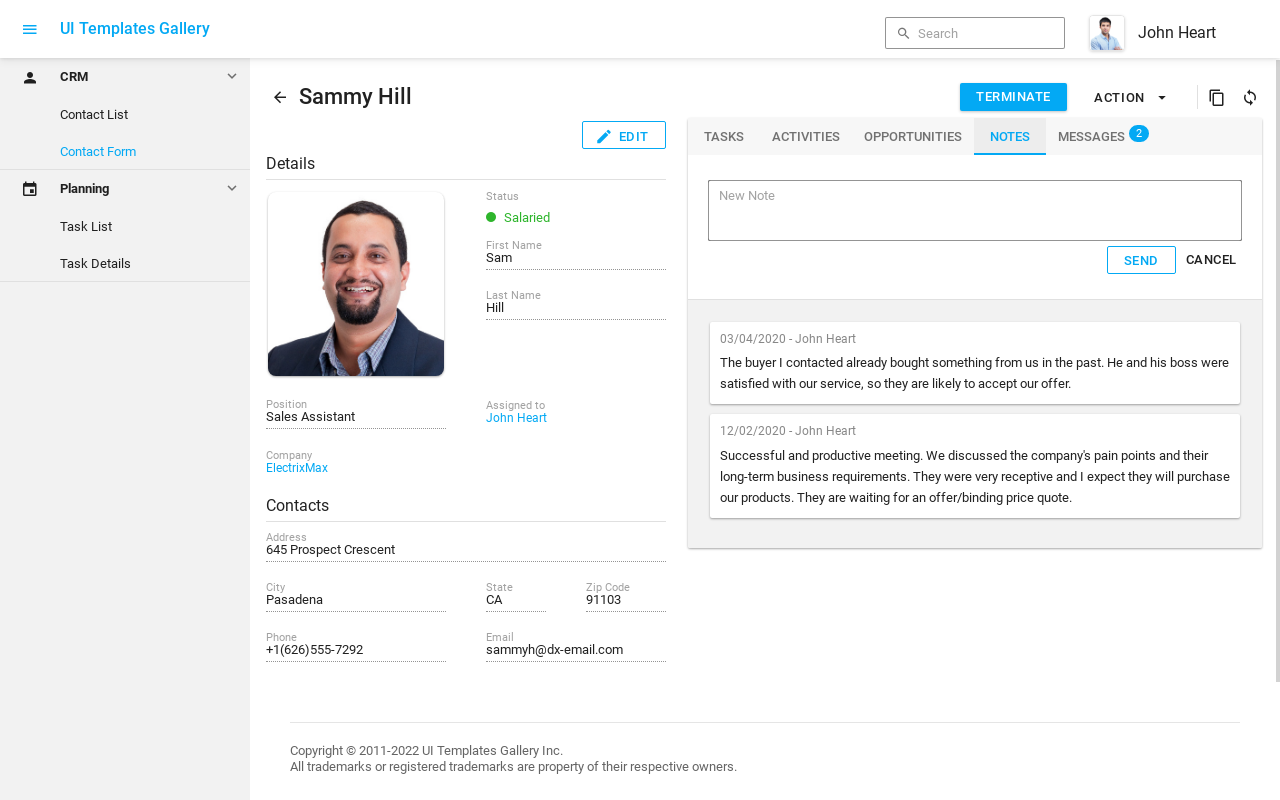 UI Templates Gallery
Search
John Heart
CRM
Contact List
Contact Form
Planning
Task List
Task Details
Sammy Hill
TERMINATE
ACTION
EDIT
Details
Status
Salaried
First Name
Sam
Last Name
Hill
Position
Sales Assistant
Assigned to
John Heart
Company
ElectrixMax
Contacts
Address
645 Prospect Crescent
City
Pasadena
State
CA
Zip Code
91103
Phone
+1(626)555-7292
Email
sammyh@dx-email.com
TASKS
ACTIVITIES
OPPORTUNITIES
NOTES
MESSAGES 2
New Note
SEND
CANCEL
03/04/2020 - John Heart
The buyer I contacted already bought something from us in the past. He and his boss were
satisfied with our service, so they are likely to accept our offer.
12/02/2020 - John Heart
Successful and productive meeting. We discussed the company's pain points and their
long-term business requirements. They were very receptive and I expect they will purchase
our products. They are waiting for an offer/binding price quote.
Copyright © 2011-2022 UI Templates Gallery Inc.
All trademarks or registered trademarks are property of their respective owners.